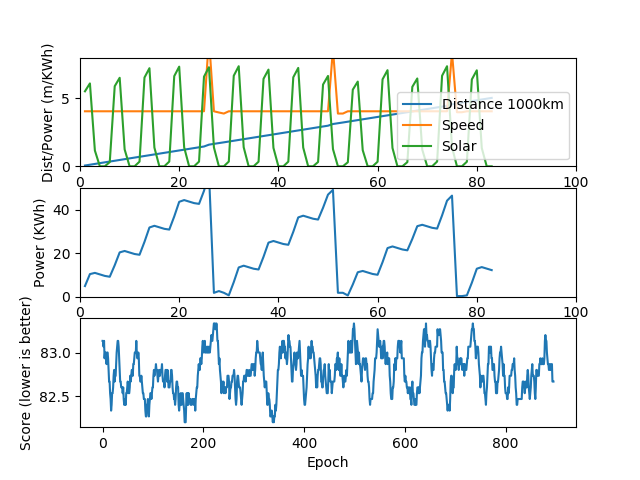 Dist/Power (m/KWh)
5
0
Distance 1000km
Speed
Solar
0 20 40 60 80 100
Power (KWh)
40
20
0
0 20 40 60 80 100
Score (lower is better)
83.0
82.5
0 200 400 600 800
Epoch